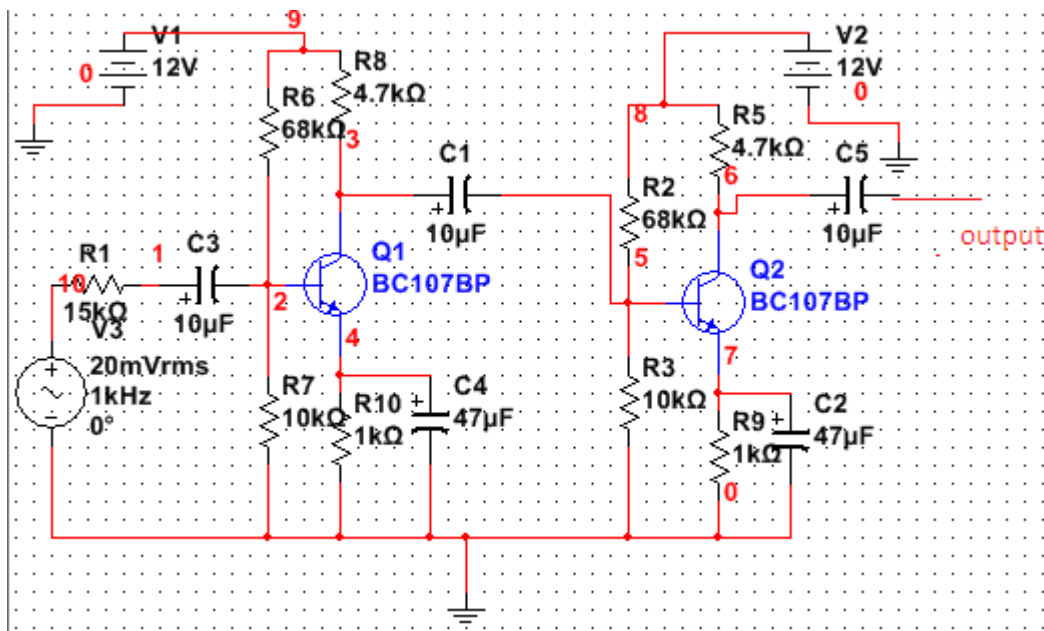 9
V1
12V
0
R8
4.7kΩ
R6
68kΩ
3
V2
12V
0
8
R5
4.7kΩ
C1
10µF
C5
10µF
6
R2
68kΩ
5
output
R1
15kΩ
10
1
C3
10µF
2
Q1
BC107BP
Q2
BC107BP
4
7
V3
20mVrms
1kHz
0°
R7
10kΩ
R10
1kΩ
C4
47µF
R3
10kΩ
R9
1kΩ
C2
47µF
0
+
+
+
+
+
+